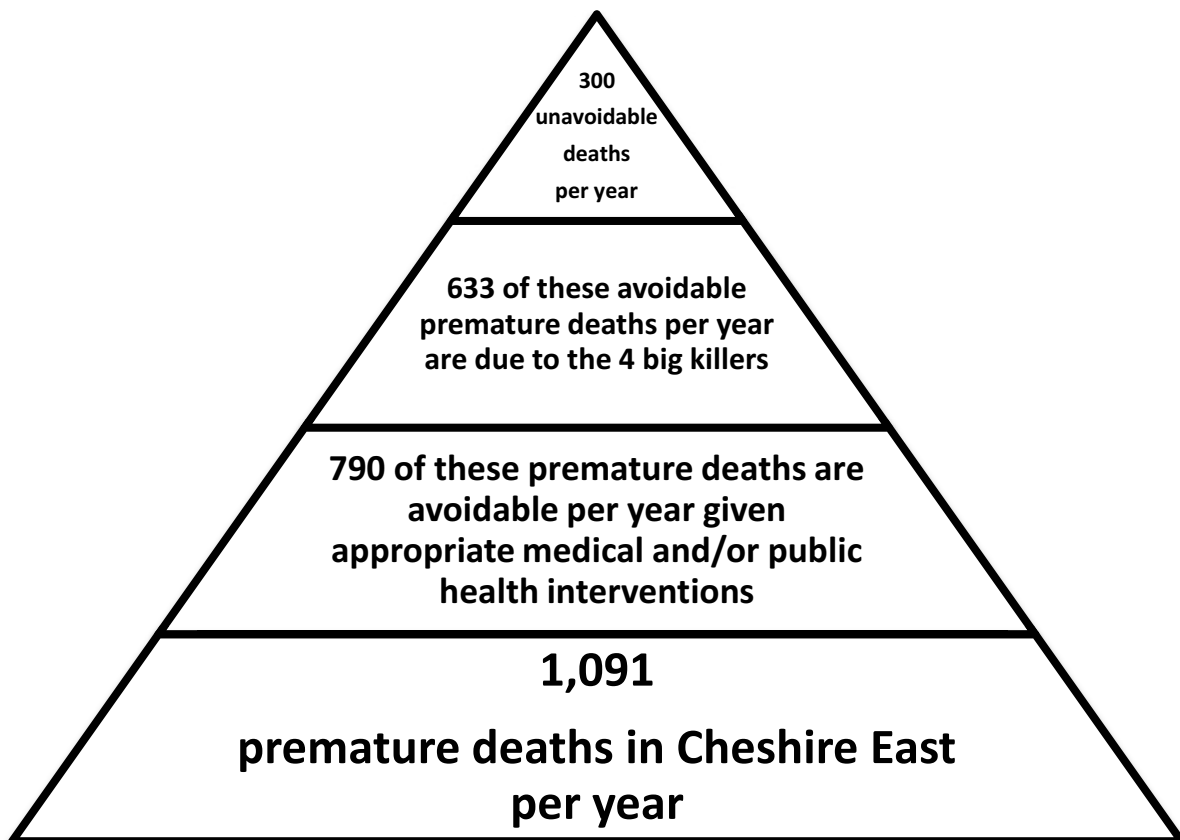 300
unavoidable
deaths
per year
633 of these avoidable
premature deaths per year
are due to the 4 big killers
790 of these premature deaths are
avoidable per year given
appropriate medical and/or public
health interventions
1,091
premature deaths in Cheshire East
per year